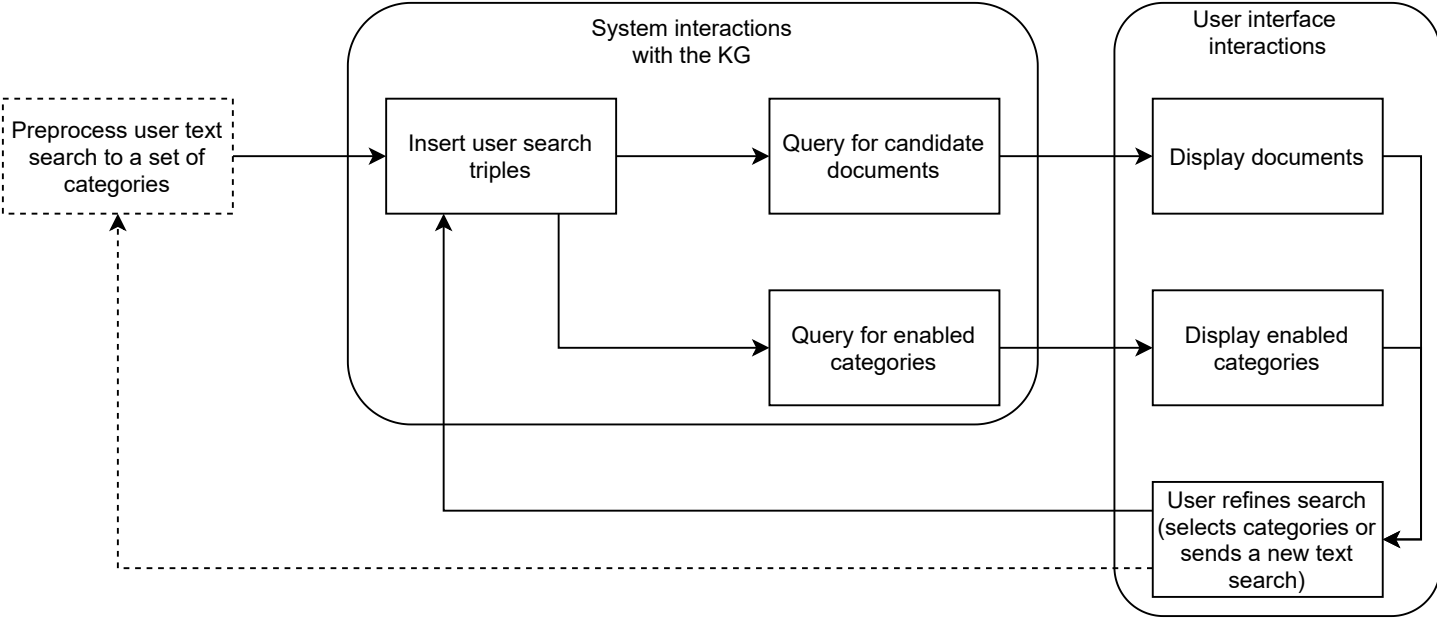 System interactions
with the KG
User interface
interactions
Preprocess user text
search to a set of
categories
Insert user search
triples
Query for candidate
documents
Display documents
Query for enabled
categories
Display enabled
categories
User refines search
(selects categories or
sends a new text
search)